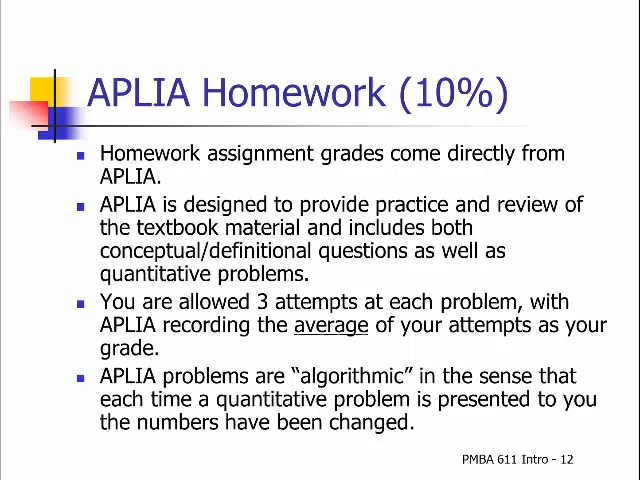 APLIA Homework (10%)
Homework assignment grades come directly from
APLIA.
APLIA is designed to provide practice and review of
the textbook material and includes both
conceptual/definitional questions as well as
quantitative problems.
You are allowed 3 attempts at each problem, with
APLIA recording the average of your attempts as your
grade.
APLIA problems are “algorithmic” in the sense that
each time a quantitative problem is presented to you
the numbers have been changed.
PMBA 611 Intro - 12